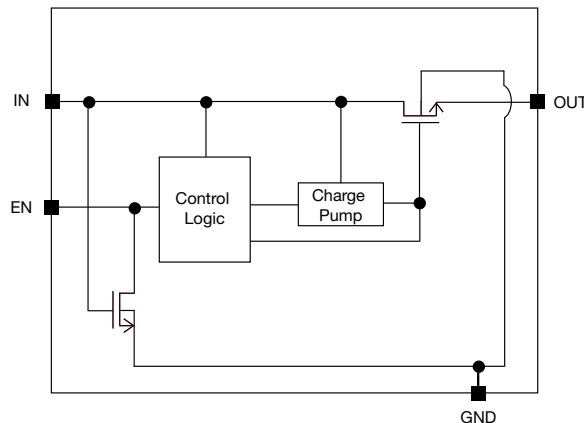 IN
OUT
EN
Control
Logic
Charge
Pump
GND